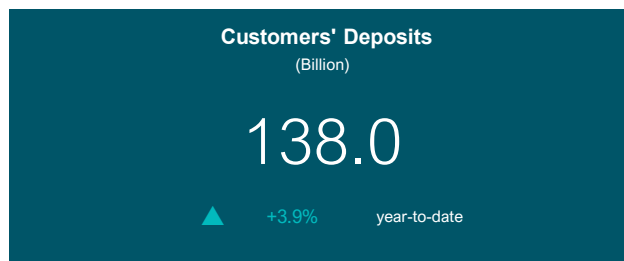 Customers' Deposits
(Billion)
138.0
+3.9% year-to-date